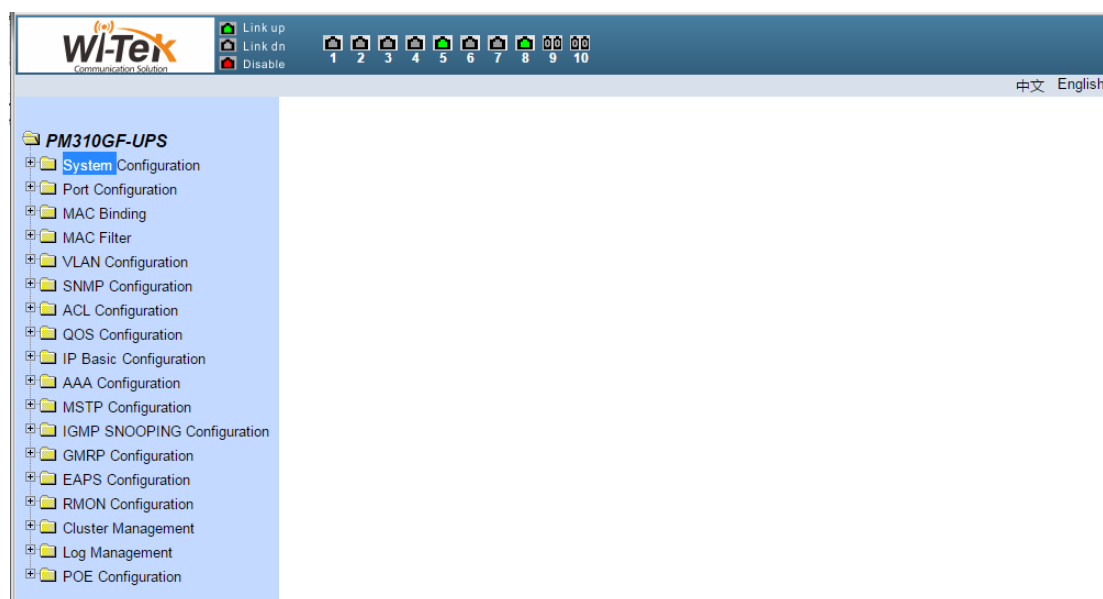 Wi-Tek
Communication Solution
Link up
Link dn
Disable
1 2 3 4 5 6 7 8 9 10
中文 English
PM310GF-UPS
System Configuration
Port Configuration
MAC Binding
MAC Filter
VLAN Configuration
SNMP Configuration
ACL Configuration
QOS Configuration
IP Basic Configuration
AAA Configuration
MSTP Configuration
IGMP SNOOPING Configuration
GMRP Configuration
EAPS Configuration
RMON Configuration
Cluster Management
Log Management
POE Configuration